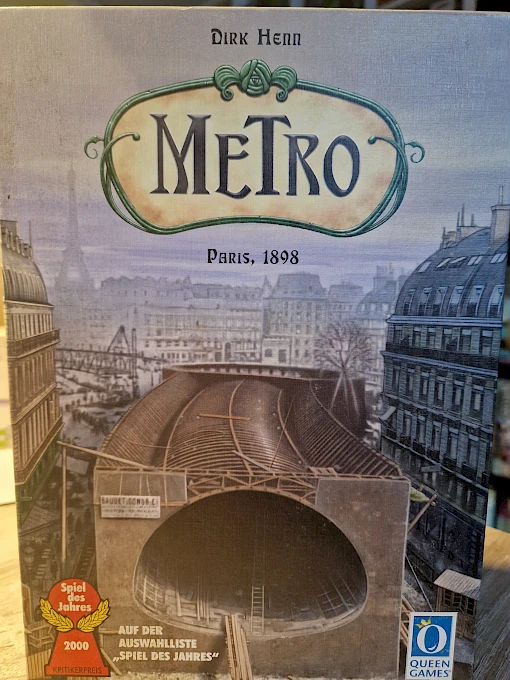 Dirk Henn
Metro
Paris, 1898
Spiel
des
Jahres
2000
KRITIKERPREIS
AUF DER
AUSWAHLLISTE
„SPIEL DES JAHRES“
QUEEN
GAMES